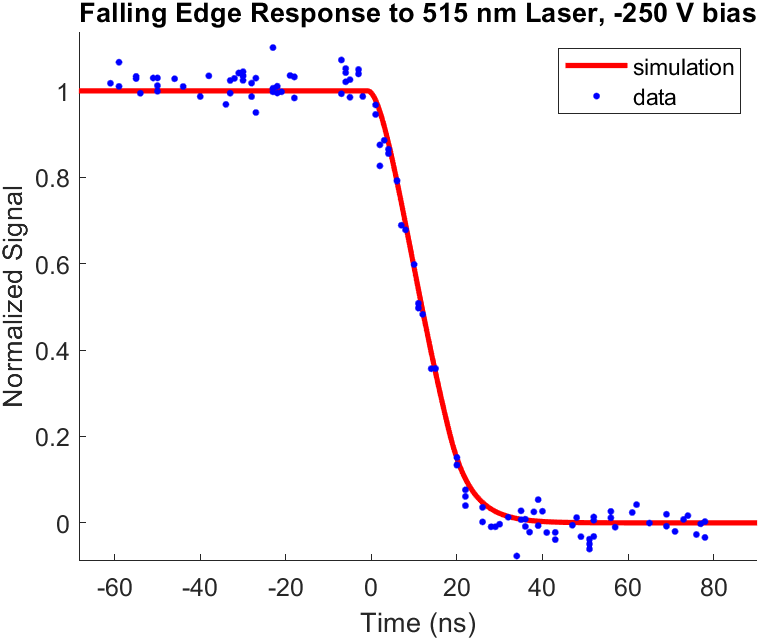 Falling Edge Response to 515 nm Laser, -250 V bias
simulation
data
Normalized Signal
1
0.8
0.6
0.4
0.2
0
-60 -40 -20 0 20 40 60 80
Time (ns)